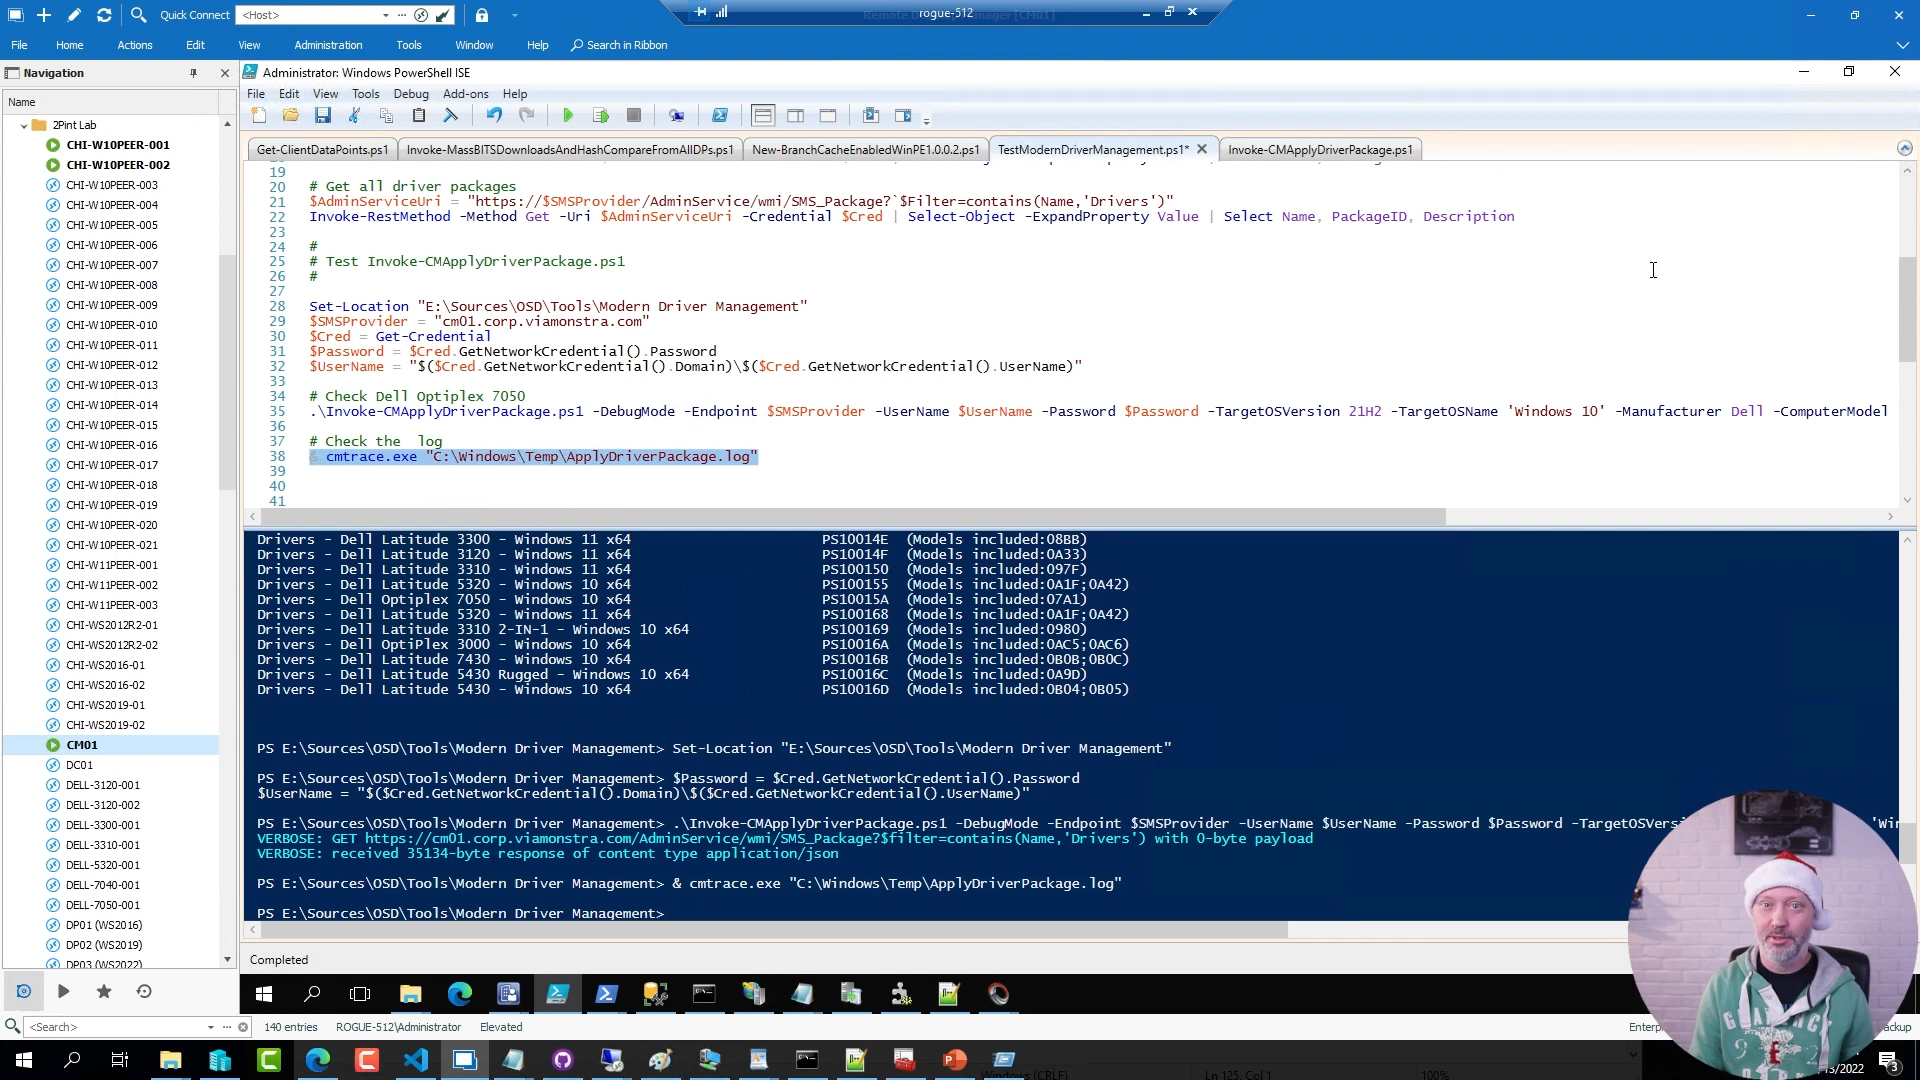 Quick Connect
<Host>
rogue-512
Remote Desktop Manager [CM01]
File Home Actions Edit View Administration Tools Window Help Search in Ribbon
Navigation
Name
2Pint Lab
CHI-W10PEER-001
CHI-W10PEER-002
CHI-W10PEER-003
CHI-W10PEER-004
CHI-W10PEER-005
CHI-W10PEER-006
CHI-W10PEER-007
CHI-W10PEER-008
CHI-W10PEER-009
CHI-W10PEER-010
CHI-W10PEER-011
CHI-W10PEER-012
CHI-W10PEER-013
CHI-W10PEER-014
CHI-W10PEER-015
CHI-W10PEER-016
CHI-W10PEER-017
CHI-W10PEER-018
CHI-W10PEER-019
CHI-W10PEER-020
CHI-W10PEER-021
CHI-W11PEER-001
CHI-W11PEER-002
CHI-W11PEER-003
CHI-WS2012R2-01
CHI-WS2012R2-02
CHI-WS2016-01
CHI-WS2016-02
CHI-WS2019-01
CHI-WS2019-02
CM01
DC01
DELL-3120-001
DELL-3120-002
DELL-3300-001
DELL-3310-001
DELL-5320-001
DELL-7040-001
DELL-7050-001
DP01 (WS2016)
DP02 (WS2019)
DP03 (WS2022)
Administrator: Windows PowerShell ISE
File Edit View Tools Debug Add-ons Help
Get-ClientDataPoints.ps1 Invoke-MassBITSDownloadsAndHashCompareFromAllDPs.ps1 New-BranchCacheEnabledWinPE1.0.0.2.ps1 TestModernDriverManagement.ps1* Invoke-CMApplyDriverPackage.ps1
19
20 # Get all driver packages
21 $AdminServiceUri = "https://$SMSProvider/AdminService/wmi/SMS_Package?`$Filter=contains(Name,'Drivers')"
22 Invoke-RestMethod -Method Get -Uri $AdminServiceUri -Credential $Cred | Select-Object -ExpandProperty Value | Select Name, PackageID, Description
23
24 #
25 # Test Invoke-CMApplyDriverPackage.ps1
26 #
27
28 Set-Location "E:\Sources\OSD\Tools\Modern Driver Management"
29 $SMSProvider = "cm01.corp.viamonstra.com"
30 $Cred = Get-Credential
31 $Password = $Cred.GetNetworkCredential().Password
32 $UserName = "$($Cred.GetNetworkCredential().Domain)\$($Cred.GetNetworkCredential().UserName)"
33
34 # Check Dell Optiplex 7050
35 .\Invoke-CMApplyDriverPackage.ps1 -DebugMode -Endpoint $SMSProvider -UserName $UserName -Password $Password -TargetOSVersion 21H2 -TargetOSName 'Windows 10' -Manufacturer Dell -ComputerModel
36
37 # Check the  log
38 & cmtrace.exe "C:\Windows\Temp\ApplyDriverPackage.log"
39
40
41
Drivers - Dell Latitude 3300 - Windows 11 x64 PS10014E (Models included:08BB)
Drivers - Dell Latitude 3120 - Windows 11 x64 PS10014F (Models included:0A33)
Drivers - Dell Latitude 3310 - Windows 11 x64 PS100150 (Models included:097F)
Drivers - Dell Latitude 5320 - Windows 10 x64 PS100155 (Models included:0A1F;0A42)
Drivers - Dell Optiplex 7050 - Windows 10 x64 PS10015A (Models included:07A1)
Drivers - Dell Latitude 5320 - Windows 11 x64 PS100168 (Models included:0A1F;0A42)
Drivers - Dell Latitude 3310 2-IN-1 - Windows 10 x64 PS100169 (Models included:0980)
Drivers - Dell OptiPlex 3000 - Windows 10 x64 PS10016A (Models included:0AC5;0AC6)
Drivers - Dell Latitude 7430 - Windows 10 x64 PS10016B (Models included:0B0B;0B0C)
Drivers - Dell Latitude 5430 Rugged - Windows 10 x64 PS10016C (Models included:0A9D)
Drivers - Dell Latitude 5430 - Windows 10 x64 PS10016D (Models included:0B04;0B05)
PS E:\Sources\OSD\Tools\Modern Driver Management> Set-Location "E:\Sources\OSD\Tools\Modern Driver Management"
PS E:\Sources\OSD\Tools\Modern Driver Management> $Password = $Cred.GetNetworkCredential().Password
$UserName = "$($Cred.GetNetworkCredential().Domain)\$($Cred.GetNetworkCredential().UserName)"
PS E:\Sources\OSD\Tools\Modern Driver Management> .\Invoke-CMApplyDriverPackage.ps1 -DebugMode -Endpoint $SMSProvider -UserName $UserName -Password $Password -TargetOSVersi 'Wi
VERBOSE: GET https://cm01.corp.viamonstra.com/AdminService/wmi/SMS_Package?$filter=contains(Name,'Drivers') with 0-byte payload
VERBOSE: received 35134-byte response of content type application/json
PS E:\Sources\OSD\Tools\Modern Driver Management> & cmtrace.exe "C:\Windows\Temp\ApplyDriverPackage.log"
PS E:\Sources\OSD\Tools\Modern Driver Management>
Completed
<Search>
140 entries ROGUE-512\Administrator Elevated
Enterpri
ackup
Windows (CRLF) Ln 125, Col 1 100%
13/2022
3